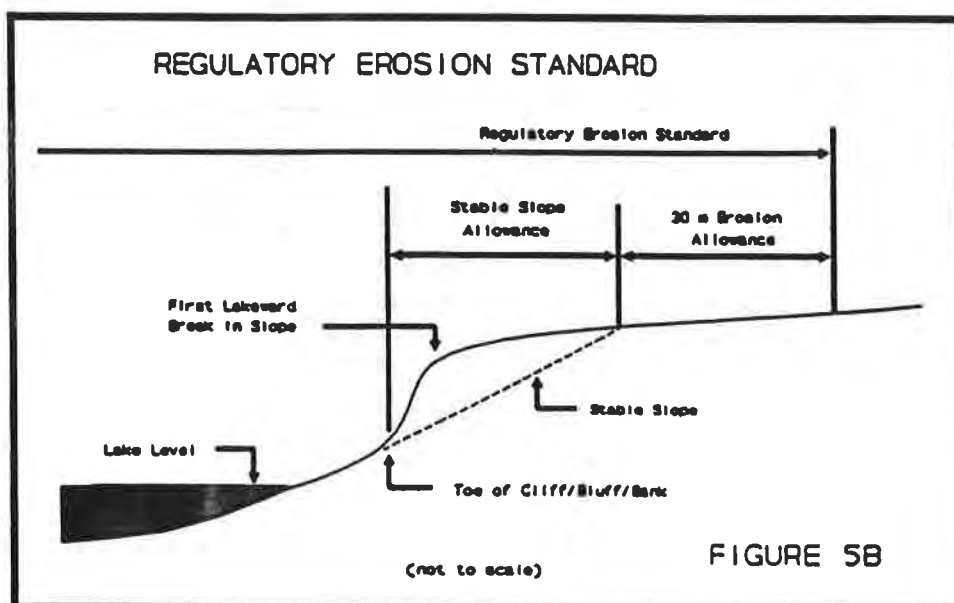 REGULATORY EROSION STANDARD
Regulatory Erosion Standard
Stable Slope
Allowance
30 m Erosion
Allowance
First Lakeward
Break in Slope
Stable Slope
Lake Level
Toe of Cliff/Bluff/Bank
(not to scale)
FIGURE 5B